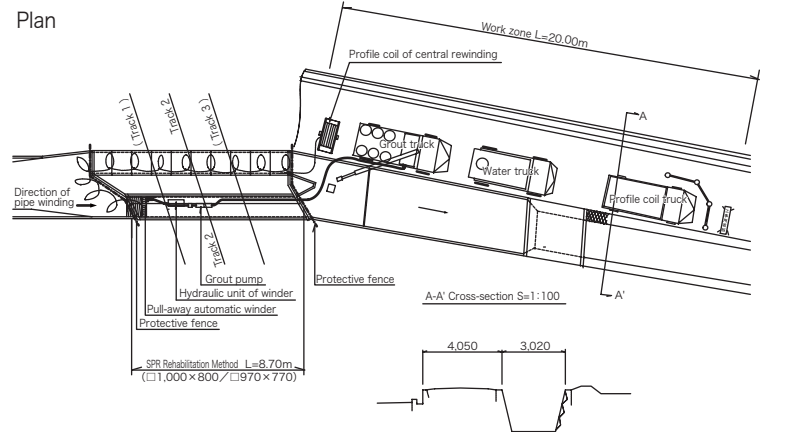 Plan
Work zone L=20.00m
Profile coil of central rewinding
A
(Track 1)
Track 2
(Track 3)
Grout truck
Water truck
Profile coil truck
Direction of
pipe winding
Track 2
Grout pump
Protective fence
Hydraulic unit of winder
A-A' Cross-section S=1:100
A'
Pull-away automatic winder
Protective fence
SPR Rehabilitation Method L=8.70m
(□1,000×800/□970×770)
4,050
3,020